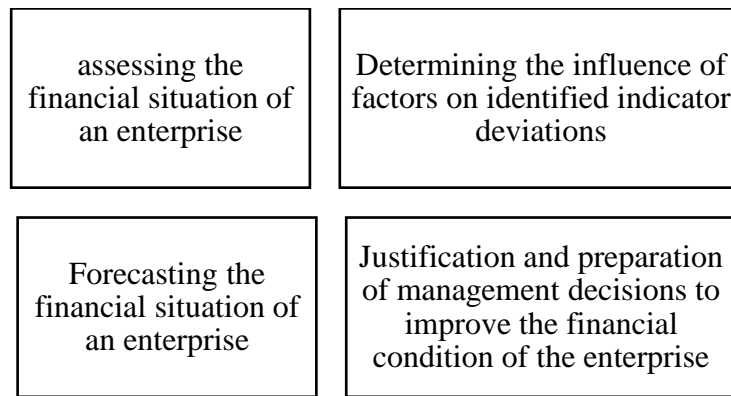 assessing the
financial situation of
an enterprise
Determining the influence of
factors on identified indicator
deviations
Forecasting the
financial situation of
an enterprise
Justification and preparation
of management decisions to
improve the financial
condition of the enterprise